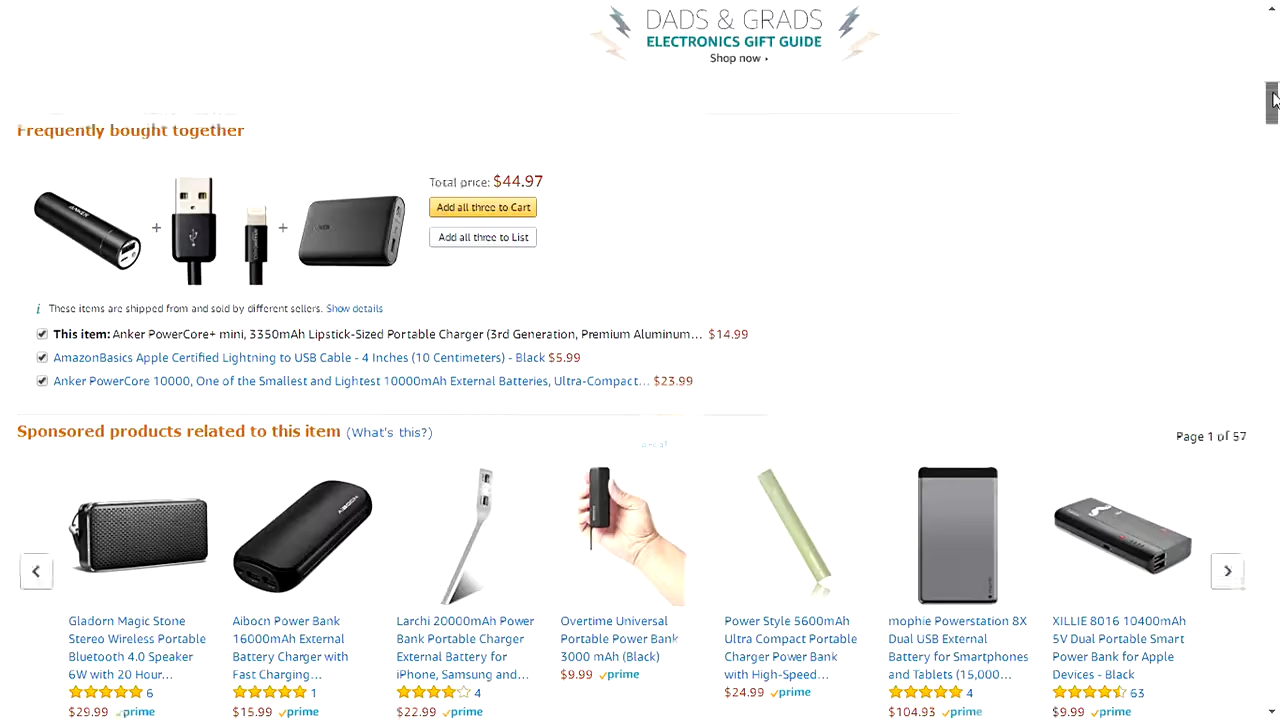 DADS & GRADS
ELECTRONICS GIFT GUIDE
Shop now ›
Frequently bought together
ANKER
+
+
Total price: $44.97
Add all three to Cart
Add all three to List
i These items are shipped from and sold by different sellers. Show details
This item: Anker PowerCore+ mini, 3350mAh Lipstick-Sized Portable Charger (3rd Generation, Premium Aluminum... $14.99
AmazonBasics Apple Certified Lightning to USB Cable - 4 Inches (10 Centimeters) - Black $5.99
Anker PowerCore 10000, One of the Smallest and Lightest 10000mAh External Batteries, Ultra-Compact... $23.99
Sponsored products related to this item (What's this?)
Page 1 of 57
AIBOCN
Gladorn Magic Stone
Stereo Wireless Portable
Bluetooth 4.0 Speaker
6W with 20 Hour...
6
$29.99 prime
Aibocn Power Bank
16000mAh External
Battery Charger with
Fast Charging...
1
$15.99 prime
Larchi 20000mAh Power
Bank Portable Charger
External Battery for
iPhone, Samsung and...
4
$22.99 prime
Overtime Universal
Portable Power Bank
3000 mAh (Black)
$9.99 prime
Power Style 5600mAh
Ultra Compact Portable
Charger Power Bank
with High-Speed...
$24.99 prime
mophie Powerstation 8X
Dual USB External
Battery for Smartphones
and Tablets (15,000...
4
$104.93 prime
XILLIE 8016 10400mAh
5V Dual Portable Smart
Power Bank for Apple
Devices - Black
63
$9.99 prime